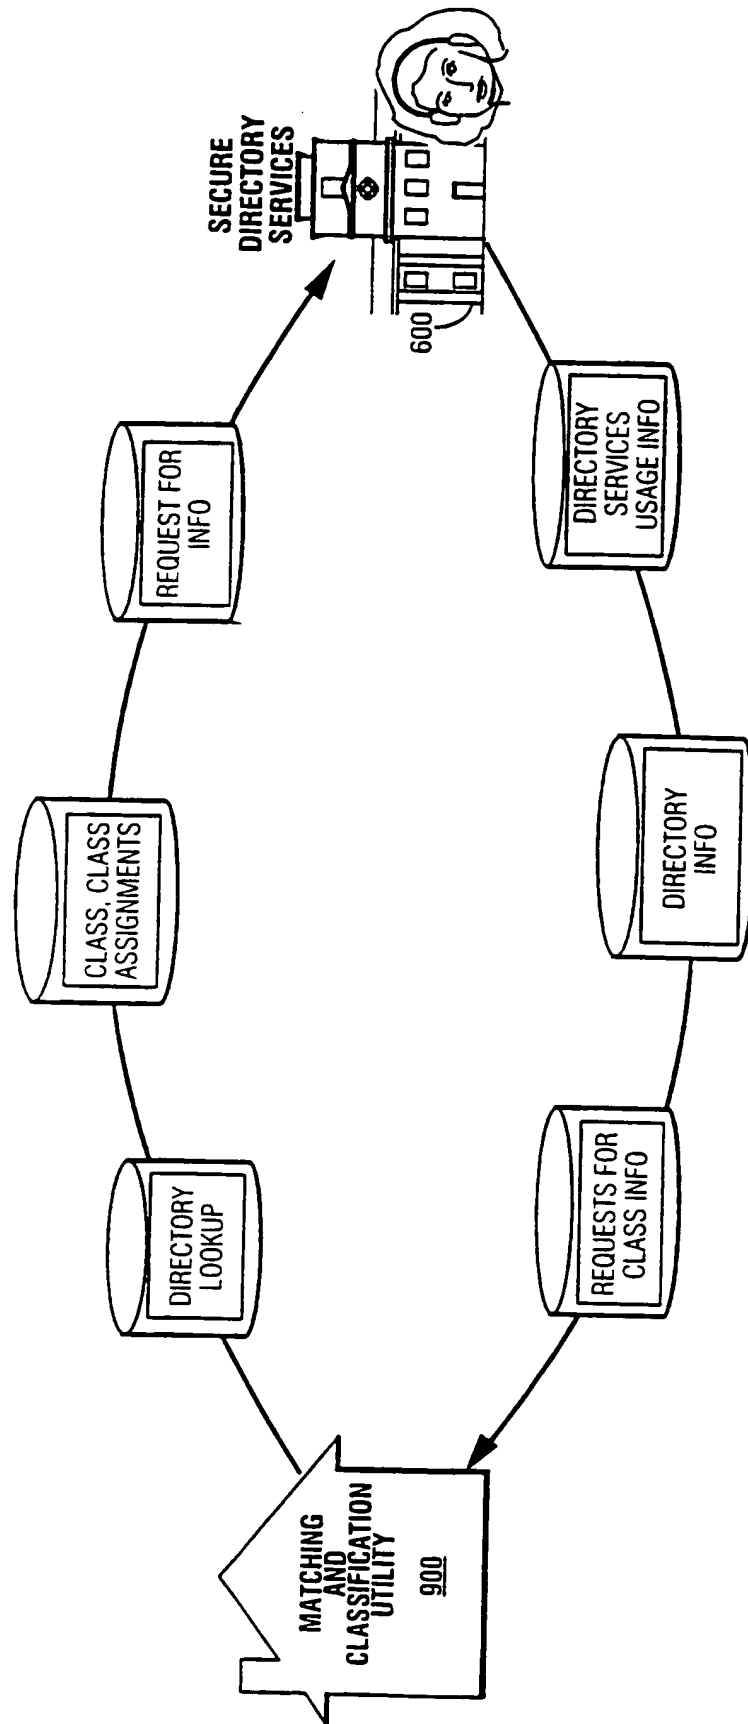 MATCHING
AND
CLASSIFICATION
UTILITY
900
DIRECTORY
LOOKUP
CLASS, CLASS
ASSIGNMENTS
REQUEST FOR
INFO
SECURE
DIRECTORY
SERVICES
600
DIRECTORY
SERVICES
USAGE INFO
DIRECTORY
INFO
REQUESTS FOR
CLASS INFO